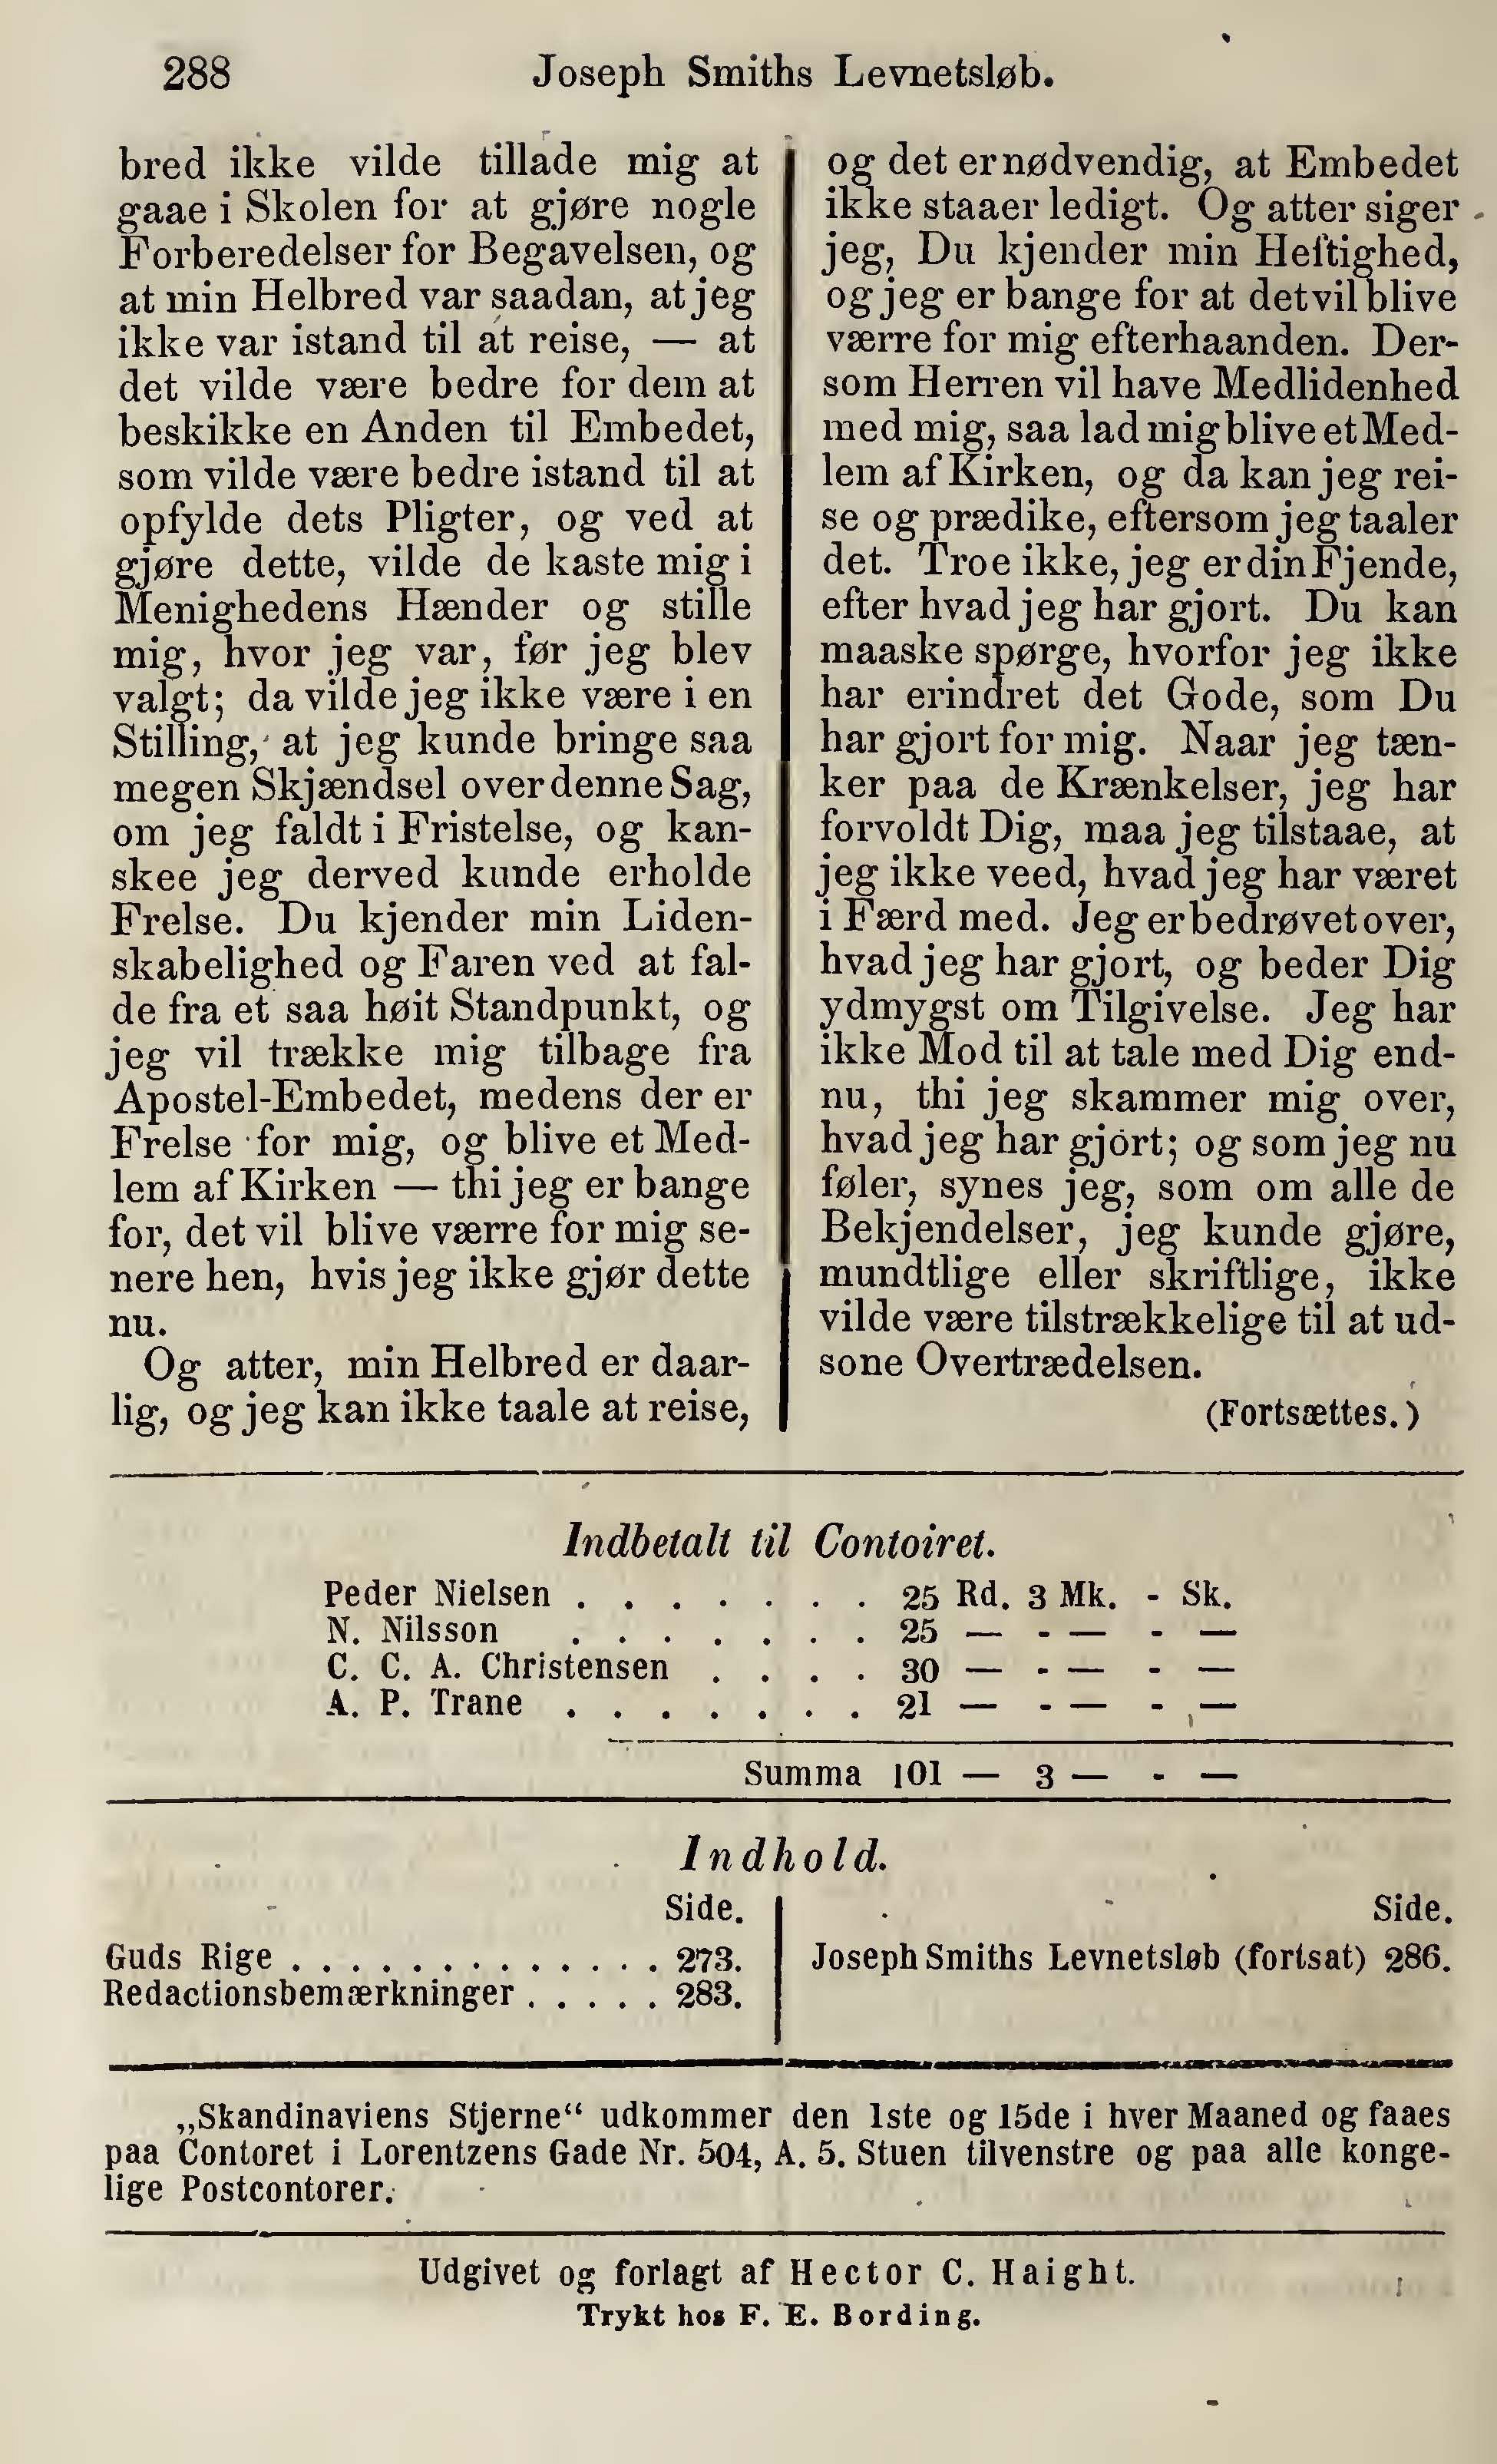 288 Joseph Smiths Levnetsløb.
bred ikke vilde tillade mig at
gaae i Skolen for at gjøre nogle
Forberedelser for Begavelsen, og
at min Helbred var saadan, at jeg
ikke var istand til at reise, — at
det vilde være bedre for dem at
beskikke en Anden til Embedet,
som vilde være bedre istand til at
opfylde dets Pligter, og ved at
gjøre dette, vilde de kaste mig i
Menighedens Hænder og stille
mig, hvor jeg var, før jeg blev
valgt; da vilde jeg ikke være i en
Stilling, at jeg kunde bringe saa
megen Skjændsel over denne Sag,
om jeg faldt i Fristelse, og kan-
skee jeg derved kunde erholde
Frelse. Du kjender min Liden-
skabelighed og Faren ved at fal-
de fra et saa høit Standpunkt, og
jeg vil trække mig tilbage fra
Apostel-Embedet, medens der er
Frelse for mig, og blive et Med-
lem af Kirken — thi jeg er bange
for, det vil blive værre for mig se-
nere hen, hvis jeg ikke gjør dette
nu.
Og atter, min Helbred er daar-
lig, og jeg kan ikke taale at reise,
og det er nødvendig, at Embedet
ikke staaer ledigt. Og atter siger
jeg, Du kjender min Heftighed,
og jeg er bange for at det vil blive
værre for mig efterhaanden. Der-
som Herren vil have Medlidenhed
med mig, saa lad mig blive et Med-
lem af Kirken, og da kan jeg rei-
se og prædike, eftersom jeg taaler
det. Troe ikke, jeg er din Fjende,
efter hvad jeg har gjort. Du kan
maaske spørge, hvorfor jeg ikke
har erindret det Gode, som Du
har gjort for mig. Naar jeg tæn-
ker paa de Krænkelser, jeg har
forvoldt Dig, maa jeg tilstaae, at
jeg ikke veed, hvad jeg har været
i Færd med. Jeg er bedrøvet over,
hvad jeg har gjort, og beder Dig
ydmygst om Tilgivelse. Jeg har
ikke Mod til at tale med Dig end-
nu, thi jeg skammer mig over,
hvad jeg har gjort; og som jeg nu
føler, synes jeg, som om alle de
Bekjendelser, jeg kunde gjøre,
mundtlige eller skriftlige, ikke
vilde være tilstrækkelige til at ud-
sone Overtrædelsen.
(Fortsættes.)
Indbetalt til Contoiret.
Peder Nielsen . . . . . . . 25 Rd. 3 Mk. - Sk.
N. Nilsson . . . . . . . 25 — - — - —
C. C. A. Christensen . . . . 30 — - — - —
A. P. Trane . . . . . . . 21 — - — - —
Summa 101 — 3 — - —
Indhold.
Side.
Guds Rige . . . . . . . . . . . . . 273.
Redactionsbemærkninger . . . . . 283.
Side.
Joseph Smiths Levnetsløb (fortsat) 286.
„Skandinaviens Stjerne“ udkommer den 1ste og 15de i hver Maaned og faaes
paa Contoret i Lorentzens Gade Nr. 504, A. 5. Stuen tilvenstre og paa alle konge-
lige Postcontorer.
Udgivet og forlagt af Hector C. Haight.
Trykt hos F. E. Bording.